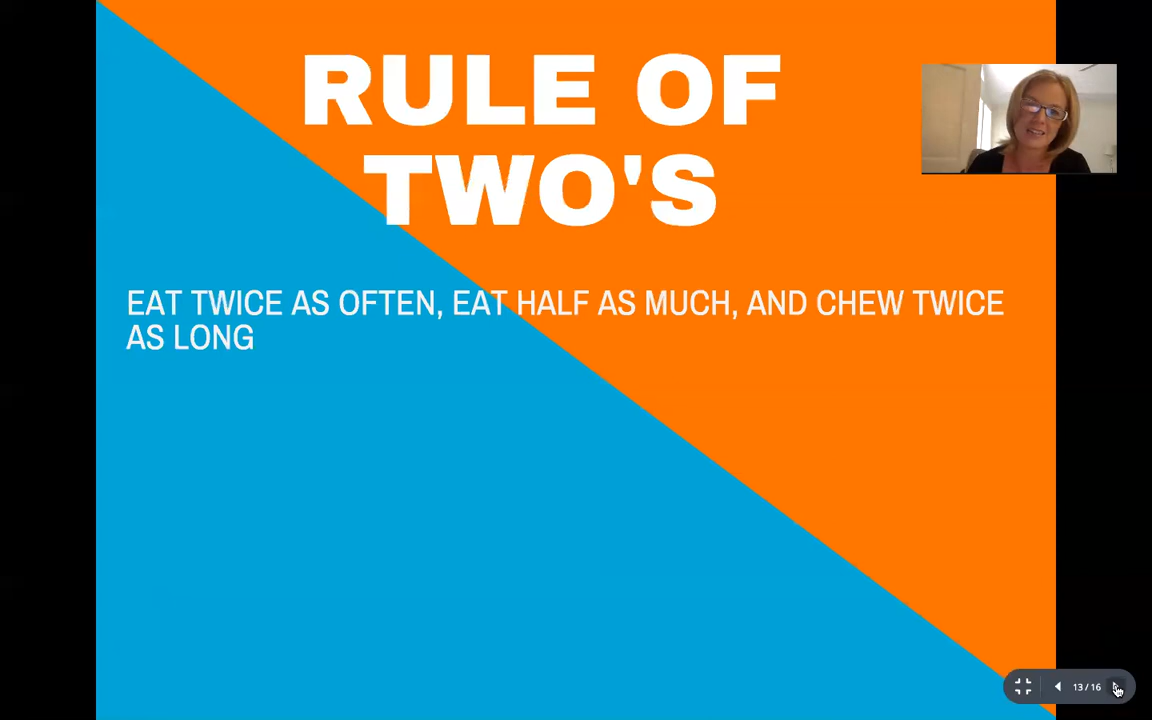 RULE OF
TWO'S
EAT TWICE AS OFTEN, EAT HALF AS MUCH, AND CHEW TWICE
AS LONG
13 / 16